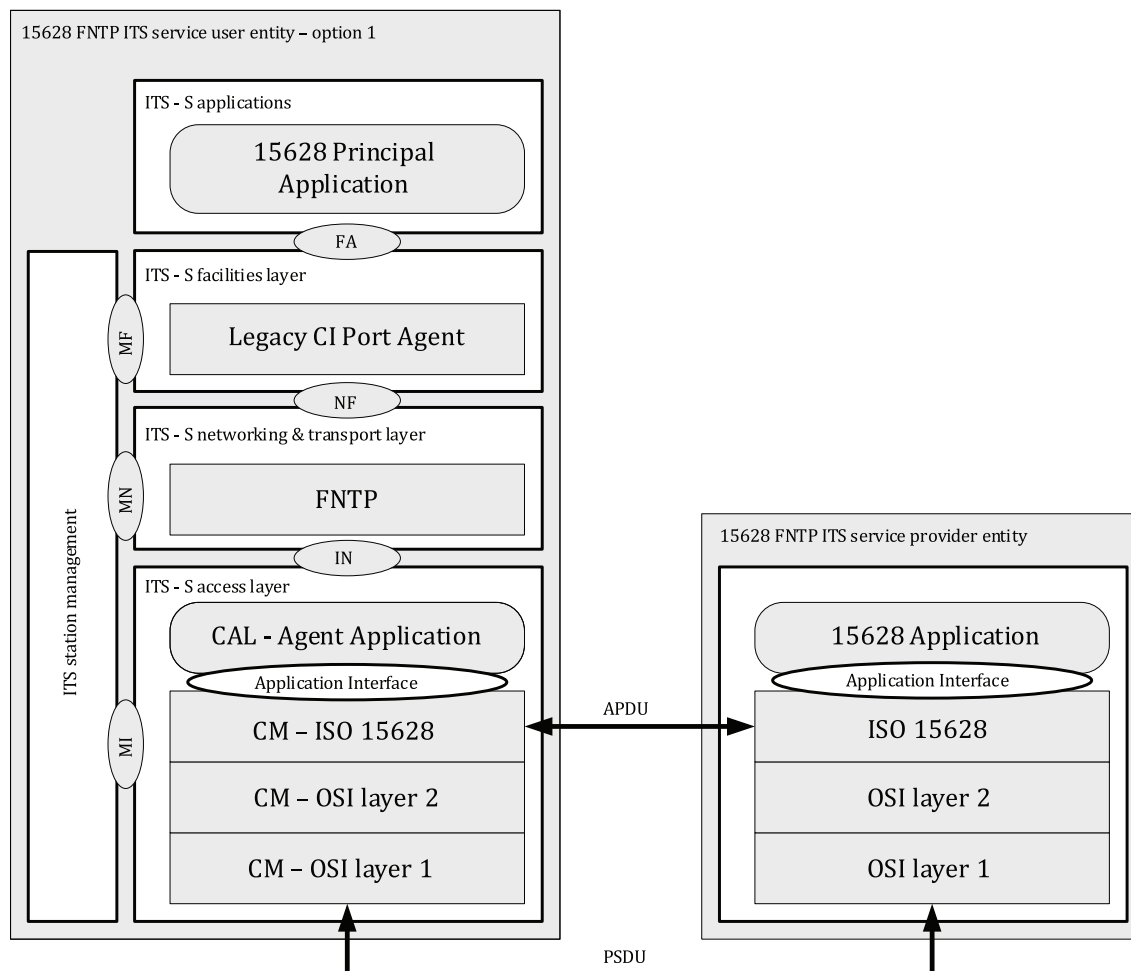 15628 FNTP ITS service user entity – option 1
ITS - S applications
15628 Principal
Application
FA
ITS - S facilities layer
Legacy CI Port Agent
MF
NF
ITS - S networking & transport layer
FNTP
MN
IN
ITS station management
ITS - S access layer
CAL - Agent Application
Application Interface
CM – ISO 15628
MI
CM – OSI layer 2
CM – OSI layer 1
APDU
PSDU
15628 FNTP ITS service provider entity
15628 Application
Application Interface
ISO 15628
OSI layer 2
OSI layer 1